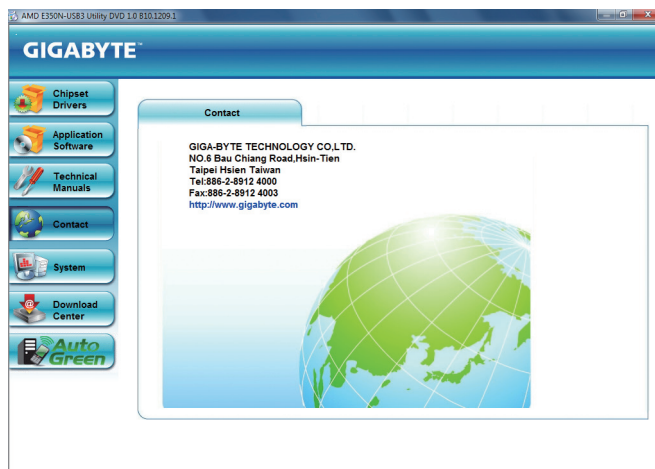 AMD E350N-USB3 Utility DVD 1.0 B10.1209.1
GIGABYTE™
Chipset
Drivers
Application
Software
Technical
Manuals
Contact
System
Download
Center
Auto
Green
Contact
GIGA-BYTE TECHNOLOGY CO,LTD.
NO.6 Bau Chiang Road,Hsin-Tien
Taipei Hsien Taiwan
Tel:886-2-8912 4000
Fax:886-2-8912 4003
http://www.gigabyte.com